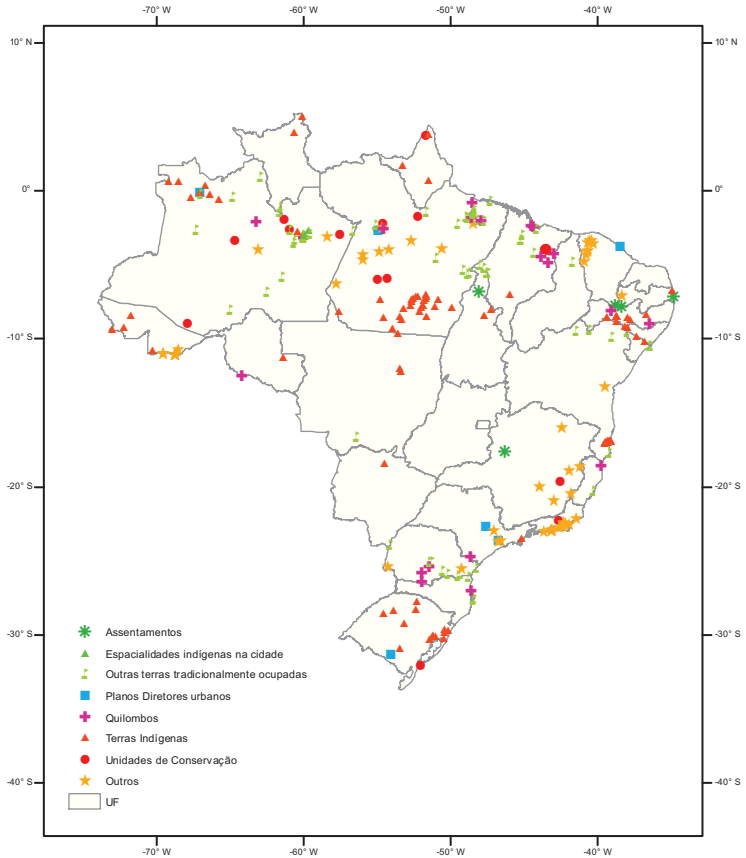 -70° W -60° W -50° W -40° W
10° N 10° N
0° 0°
-10° S -10° S
-20° S -20° S
-30° S -30° S
Assentamentos
Espacialidades indígenas na cidade
Outras terras tradicionalmente ocupadas
Planos Diretores urbanos
Quilombos
Terras Indígenas
Unidades de Conservação
Outros
UF
-40° S -40° S
-70° W -60° W -50° W -40° W